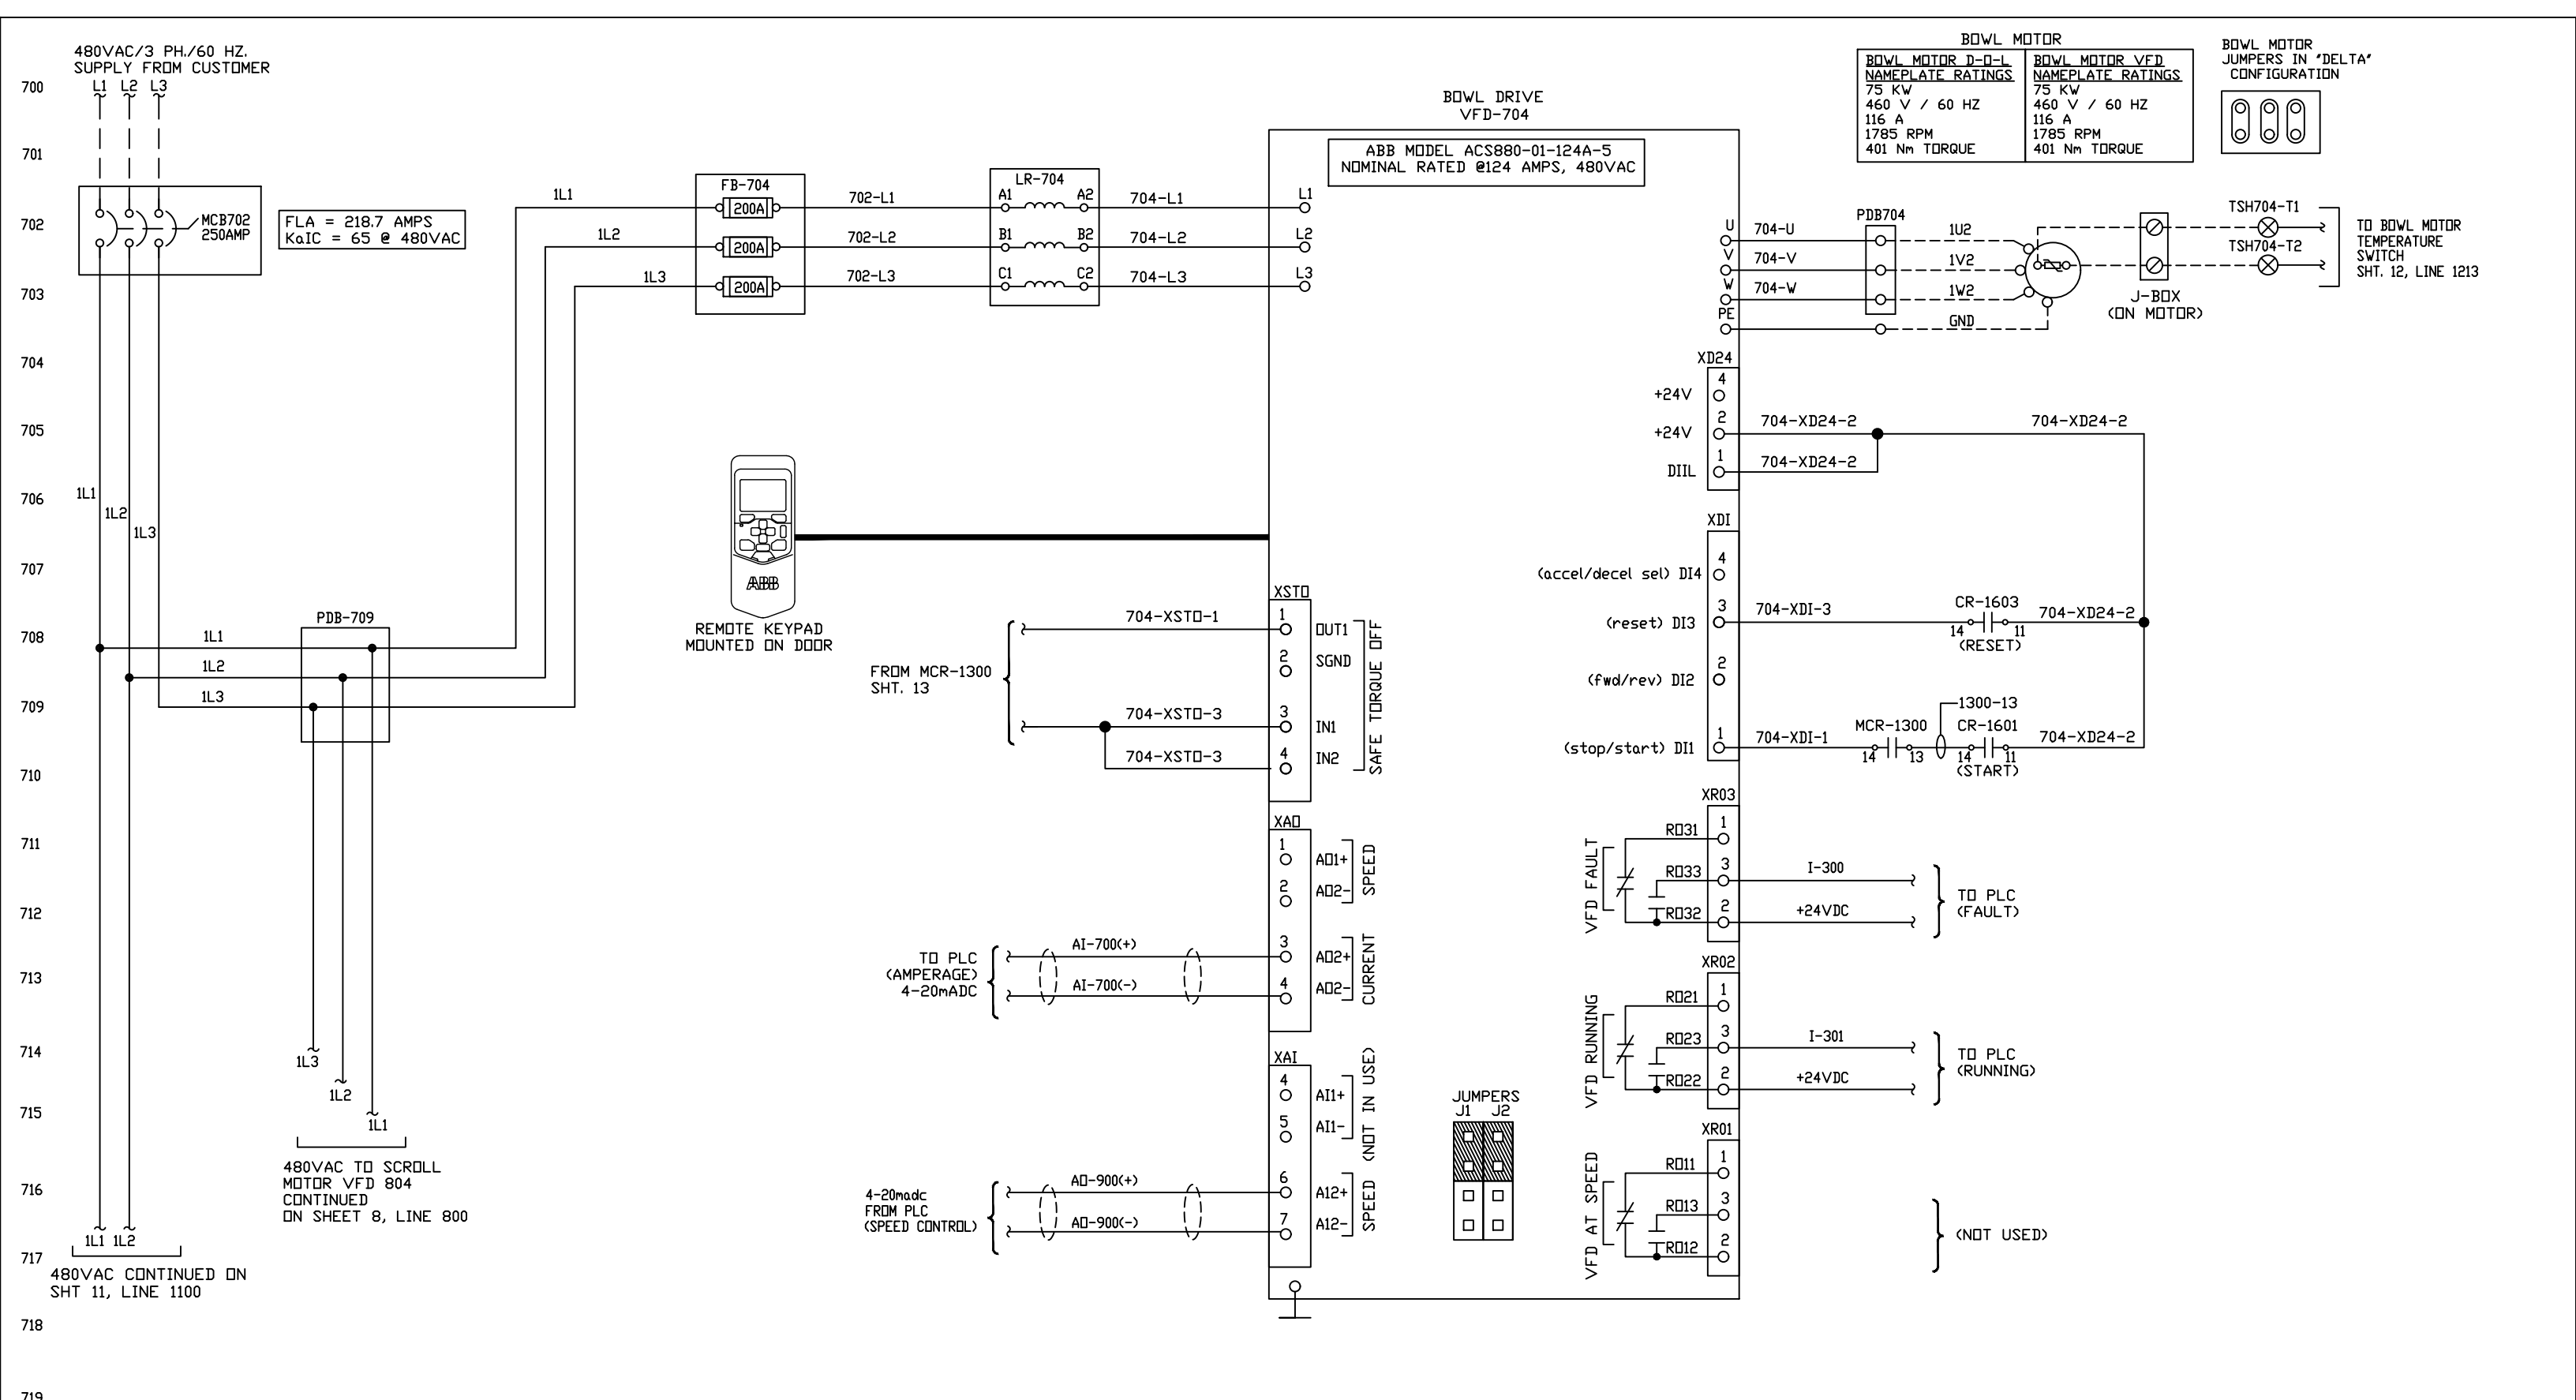 480VAC/3 PH./60 HZ.
SUPPLY FROM CUSTOMER
L1 L2 L3
700
701
702
703
704
705
706
707
708
709
710
711
712
713
714
715
716
717
718
719
MCB702
250AMP
FLA = 218.7 AMPS
KaIC = 65 @ 480VAC
1L1
1L2
1L3
PDB-709
1L1
1L2
1L3
1L3
1L2
1L1
480VAC TO SCROLL
MOTOR VFD 804
CONTINUED
ON SHEET 8, LINE 800
1L1 1L2
480VAC CONTINUED ON
SHT 11, LINE 1100
1L1
1L2
1L3
FB-704
200A
200A
200A
702-L1
702-L2
702-L3
LR-704
A1 A2
B1 B2
C1 C2
704-L1
704-L2
704-L3
REMOTE KEYPAD
MOUNTED ON DOOR
ABB
BOWL DRIVE
VFD-704
ABB MODEL ACS880-01-124A-5
NOMINAL RATED @124 AMPS, 480VAC
L1
L2
L3
FROM MCR-1300
SHT. 13
704-XSTO-1
704-XSTO-3
704-XSTO-3
XSTO
1 OUT1
2 SGND
3 IN1
4 IN2
SAFE TORQUE OFF
XAO
1 AO1+
2 AO2-
SPEED
3 AO2+
4 AO2-
CURRENT
TO PLC
(AMPERAGE)
4-20mADC
AI-700(+)
AI-700(-)
XAI
4 AI1+
5 AI1-
(NOT IN USE)
6 A12+
7 A12-
SPEED
4-20madc
FROM PLC
(SPEED CONTROL)
AO-900(+)
AO-900(-)
JUMPERS
J1 J2
BOWL MOTOR
BOWL MOTOR D-O-L
NAMEPLATE RATINGS
75 KW
460 V / 60 HZ
116 A
1785 RPM
401 Nm TORQUE
BOWL MOTOR VFD
NAMEPLATE RATINGS
75 KW
460 V / 60 HZ
116 A
1785 RPM
401 Nm TORQUE
BOWL MOTOR
JUMPERS IN "DELTA"
CONFIGURATION
U 704-U
V 704-V
W 704-W
PE
PDB704
1U2
1V2
1W2
GND
J-BOX
(ON MOTOR)
TSH704-T1
TSH704-T2
TO BOWL MOTOR
TEMPERATURE
SWITCH
SHT. 12, LINE 1213
XD24
+24V 4
+24V 2
DIIL 1
704-XD24-2
704-XD24-2
704-XD24-2
XDI
(accel/decel sel) DI4 4
(reset) DI3 3
704-XDI-3
CR-1603
14 11
(RESET)
704-XD24-2
(fwd/rev) DI2 2
(stop/start) DI1 1
704-XDI-1
MCR-1300
14 13
1300-13
CR-1601
14 11
(START)
704-XD24-2
XRO3
VFD FAULT
RO31 1
RO33 3
RO32 2
I-300
+24VDC
TO PLC
(FAULT)
XRO2
VFD RUNNING
RO21 1
RO23 3
RO22 2
I-301
+24VDC
TO PLC
(RUNNING)
XRO1
VFD AT SPEED
RO11 1
RO13 3
RO12 2
(NOT USED)